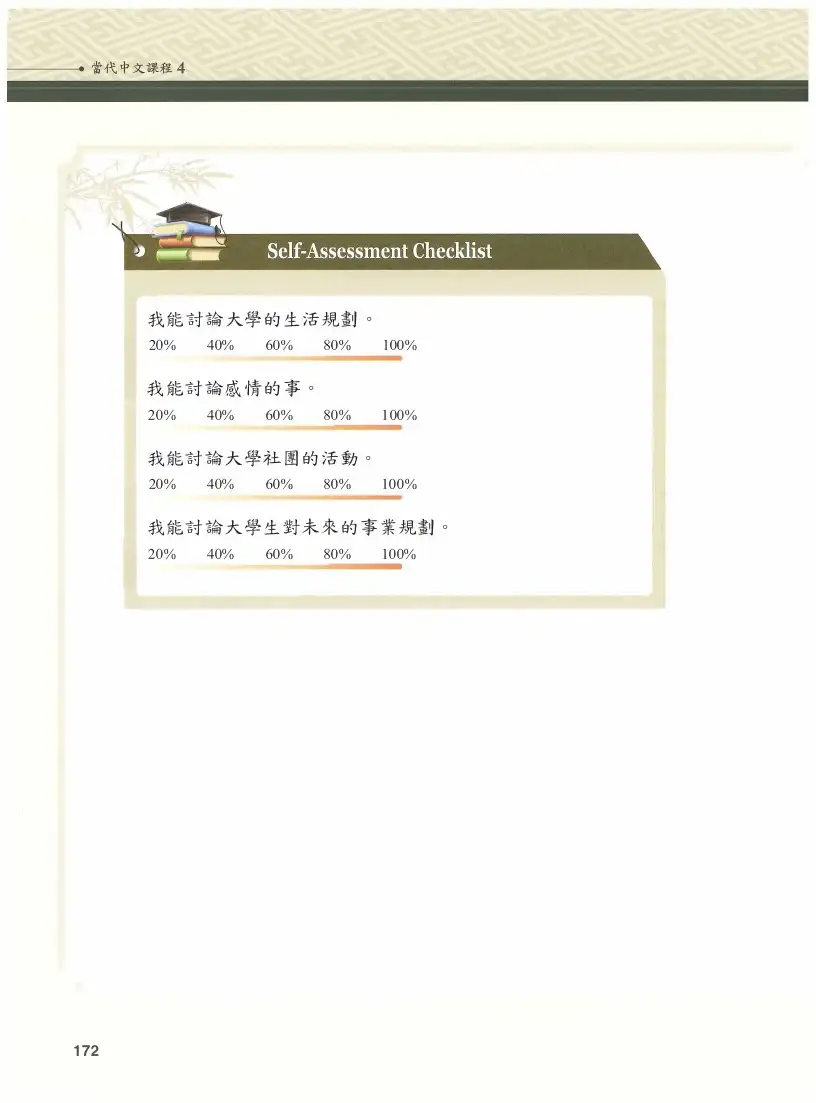 當代中文課程 4
Self-Assessment Checklist
我能討論大學的生活規劃。
20% 40% 60% 80% 100%
我能討論感情的事。
20% 40% 60% 80% 100%
我能討論大學社團的活動。
20% 40% 60% 80% 100%
我能討論大學生對未來的事業規劃。
20% 40% 60% 80% 100%
172